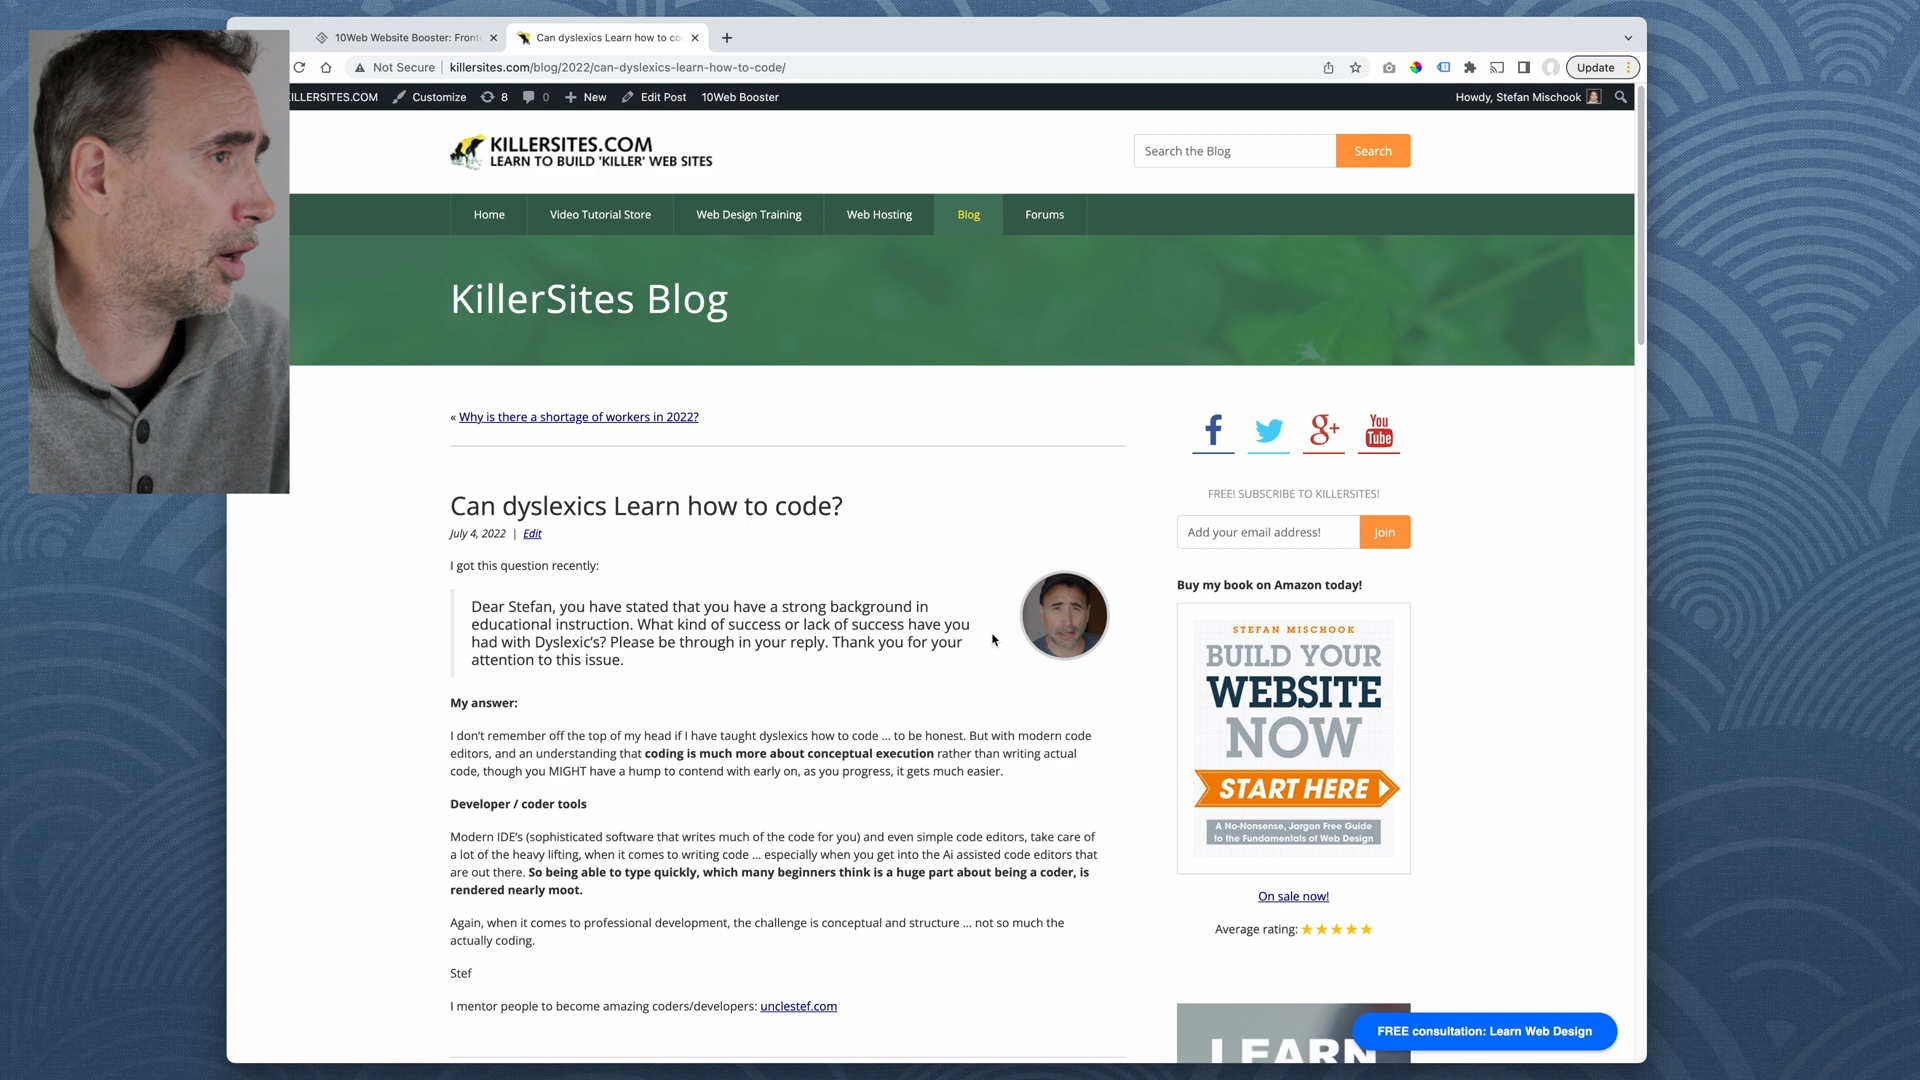 10Web Website Booster: Front
Can dyslexics Learn how to co
Not Secure
killersites.com/blog/2022/can-dyslexics-learn-how-to-code/
Update
KILLERSITES.COM
Customize
8
0
New
Edit Post
10Web Booster
Howdy, Stefan Mischook
KILLERSITES.COM
LEARN TO BUILD 'KILLER' WEB SITES
Search the Blog
Search
Home
Video Tutorial Store
Web Design Training
Web Hosting
Blog
Forums
KillerSites Blog
« Why is there a shortage of workers in 2022?
f
g+
You
Tube
FREE! SUBSCRIBE TO KILLERSITES!
Add your email address!
Join
Can dyslexics Learn how to code?
July 4, 2022 | Edit
I got this question recently:
Dear Stefan, you have stated that you have a strong background in
educational instruction. What kind of success or lack of success have you
had with Dyslexic's? Please be through in your reply. Thank you for your
attention to this issue.
My answer:
I don't remember off the top of my head if I have taught dyslexics how to code ... to be honest. But with modern code
editors, and an understanding that coding is much more about conceptual execution rather than writing actual
code, though you MIGHT have a hump to contend with early on, as you progress, it gets much easier.
Developer / coder tools
Modern IDE's (sophisticated software that writes much of the code for you) and even simple code editors, take care of
a lot of the heavy lifting, when it comes to writing code ... especially when you get into the Ai assisted code editors that
are out there. So being able to type quickly, which many beginners think is a huge part about being a coder, is
rendered nearly moot.
Again, when it comes to professional development, the challenge is conceptual and structure ... not so much the
actually coding.
Stef
I mentor people to become amazing coders/developers: unclestef.com
Buy my book on Amazon today!
STEFAN MISCHOOK
BUILD YOUR
WEBSITE
NOW
START HERE
A No-Nonsense, Jargon Free Guide
to the Fundamentals of Web Design
On sale now!
Average rating:
LEARN
FREE consultation: Learn Web Design